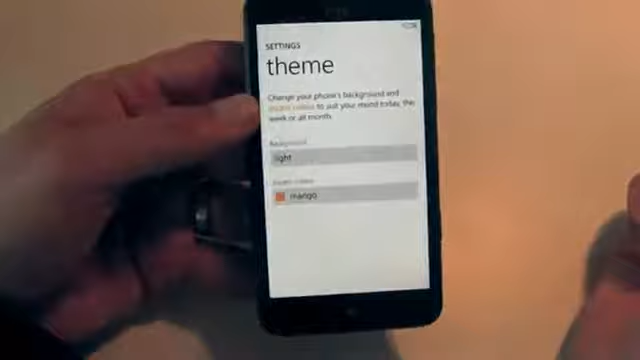 SETTINGS
theme
Change your phone's background and
accent colour to suit your mood today, this
week or all month.
Background
light
Accent colour
mango